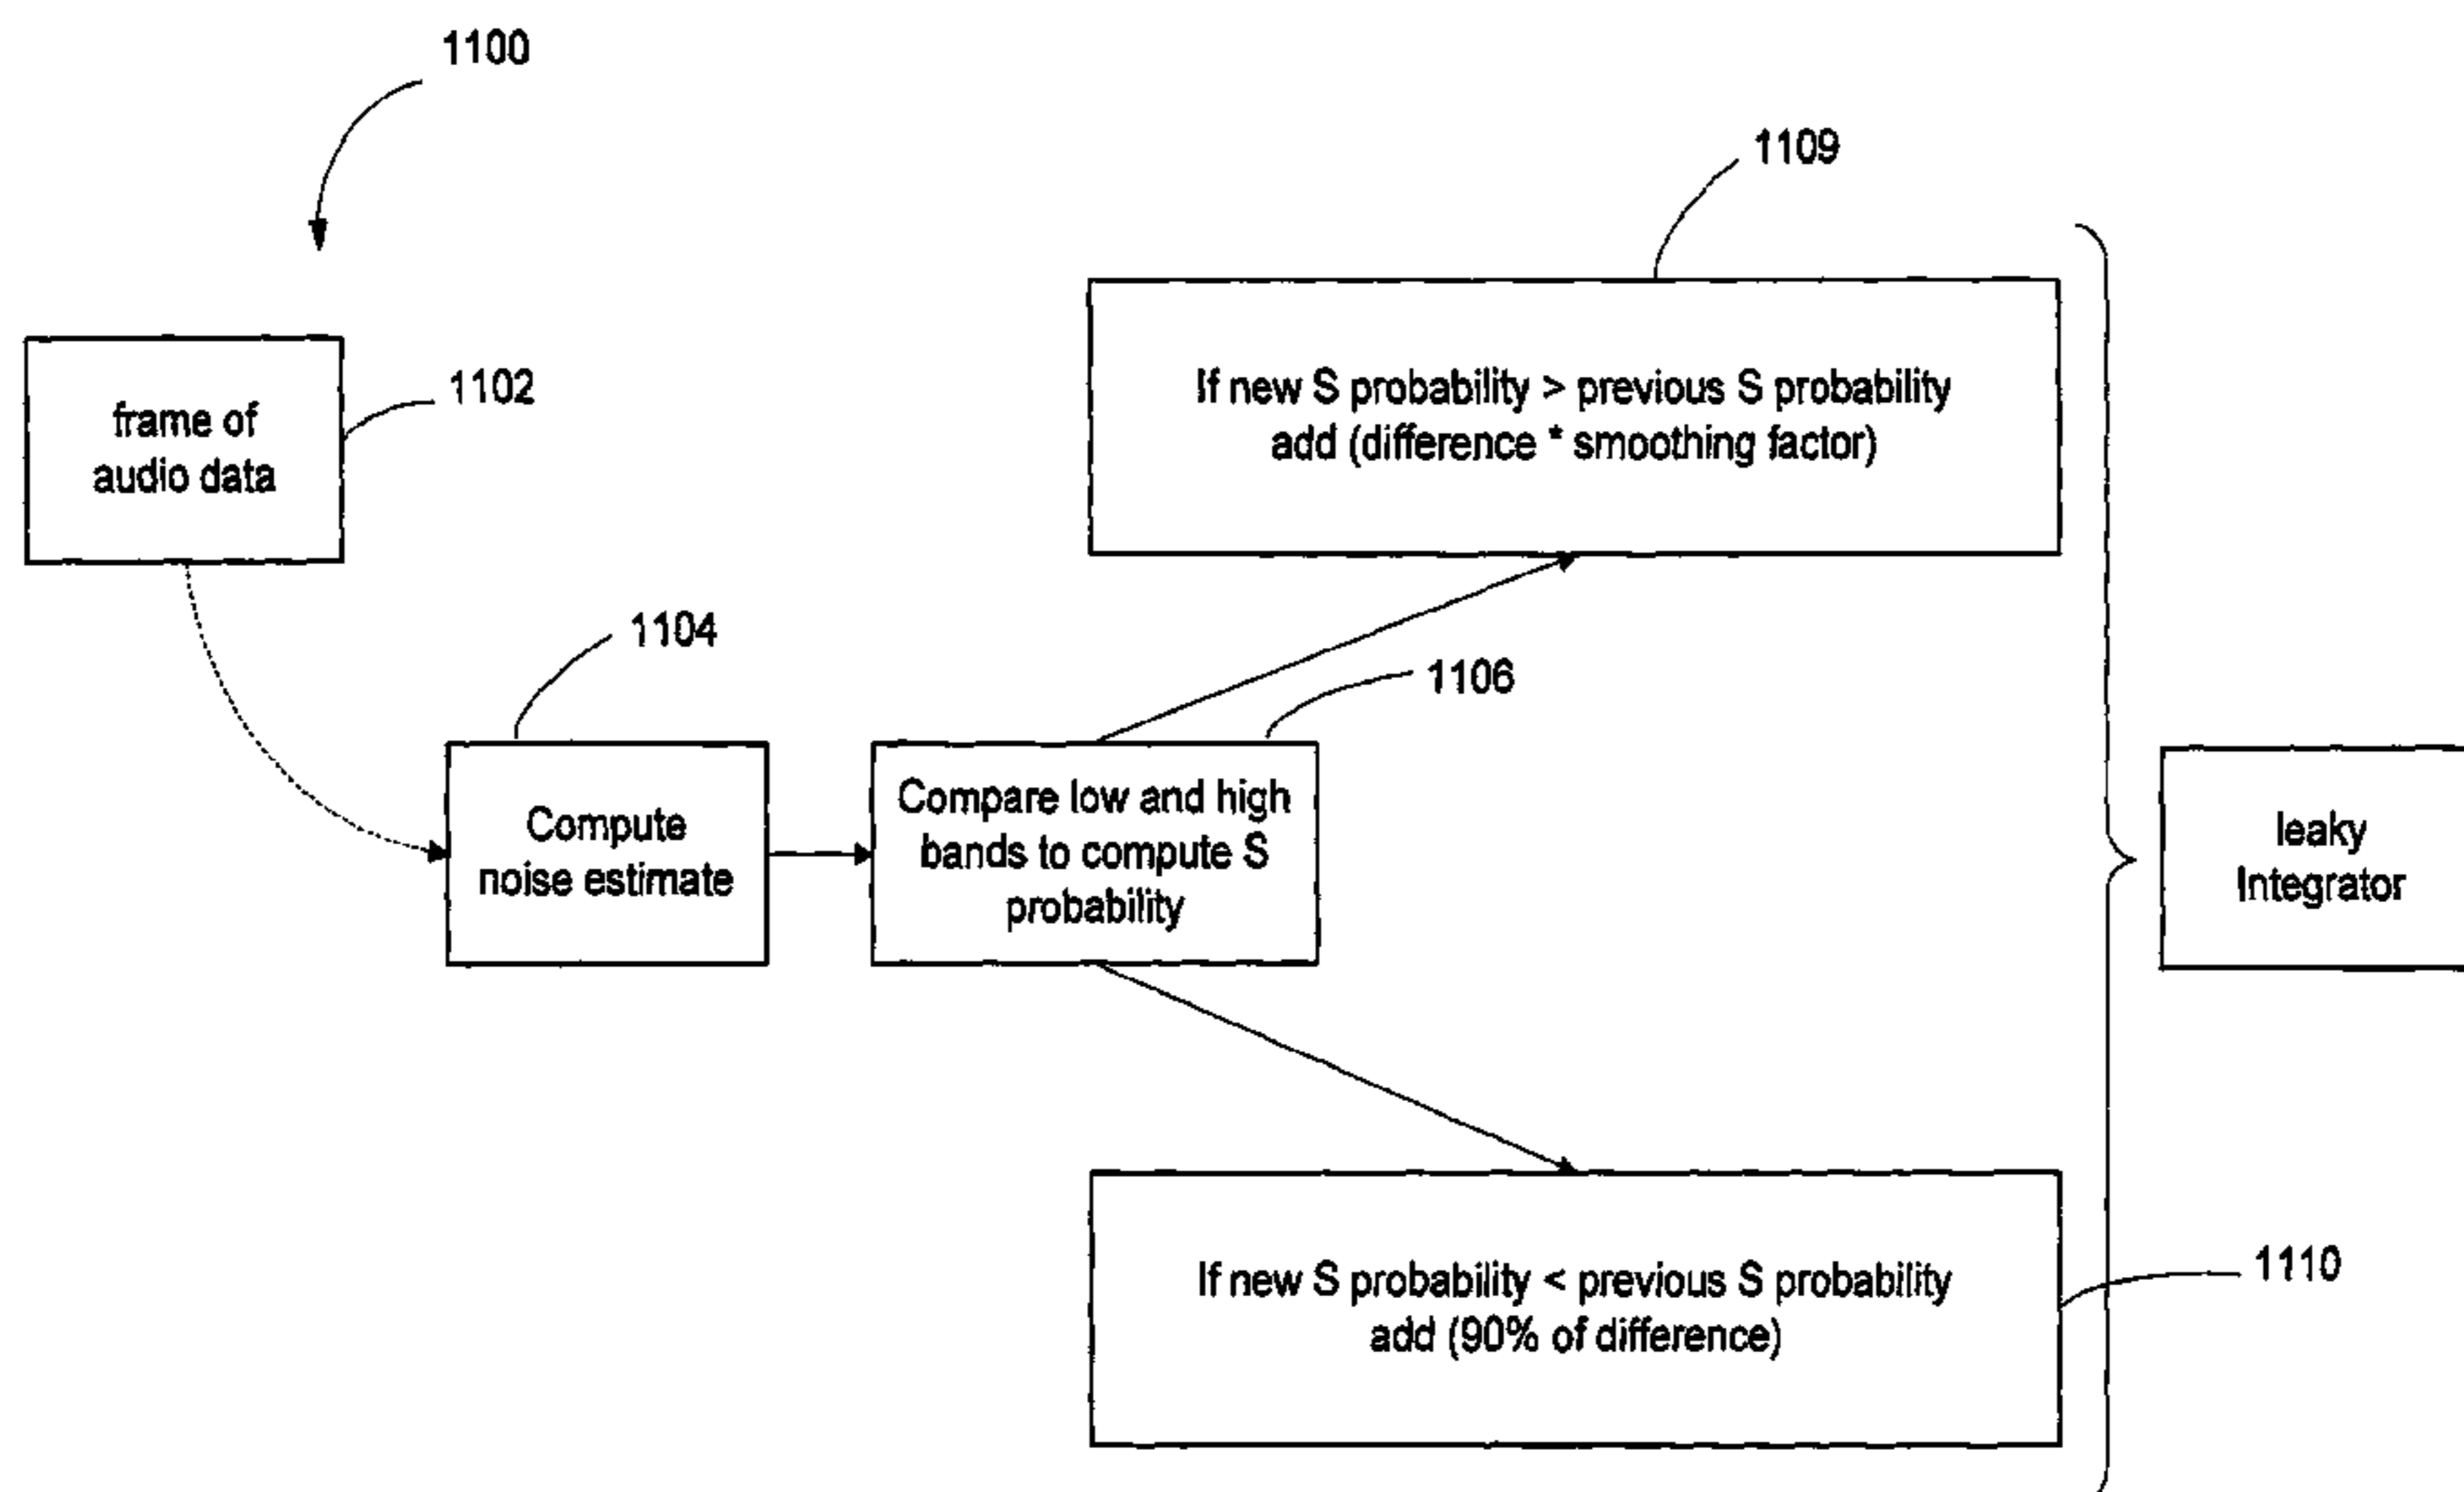 1100
1109
frame of
audio data
1102
If new S probability > previous S probability
add (difference * smoothing factor)
1104
1106
Compute
noise estimate
Compare low and high
bands to compute S
probability
leaky
Integrator
If new S probability < previous S probability
add (90% of difference)
1110